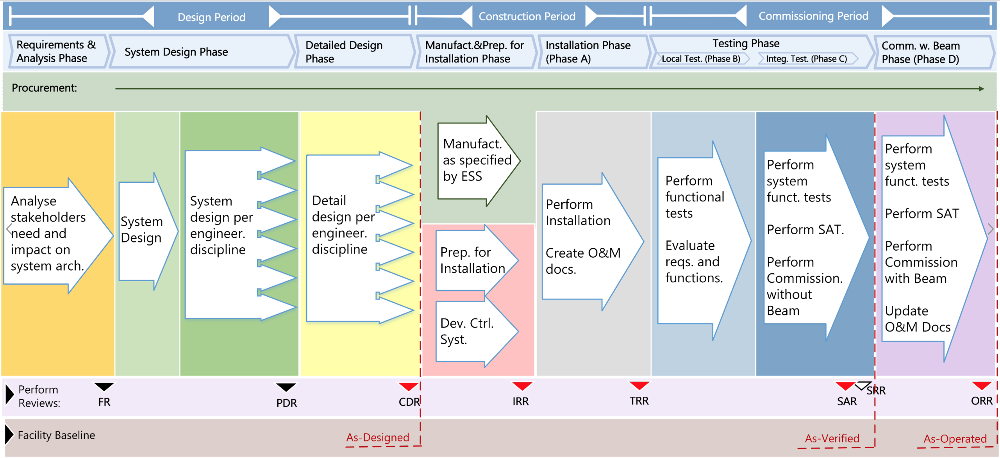 Design Period
Construction Period
Commissioning Period
Requirements &
Analysis Phase
System Design Phase
Detailed Design
Phase
Manufact.&Prep. for
Installation Phase
Installation Phase
(Phase A)
Testing Phase
Local Test. (Phase B)
Integ. Test. (Phase C)
Comm. w. Beam
Phase (Phase D)
Procurement:
Analyse
stakeholders
need and
impact on
system arch.
System
Design
System
design per
engineer.
discipline
Detail
design per
engineer.
discipline
Manufact.
as specified
by ESS
Prep. for
Installation
Dev. Ctrl.
Syst.
Perform
Installation
Create O&M
docs.
Perform
functional
tests
Evaluate
reqs. and
functions.
Perform
system
funct. tests
Perform SAT.
Perform
Commission.
without
Beam
Perform
system
funct. tests
Perform SAT
Perform
Commission
with Beam
Update
O&M Docs
Perform
Reviews:
FR
PDR
CDR
IRR
TRR
SAR
SRR
ORR
Facility Baseline
As-Designed
As-Verified
As-Operated